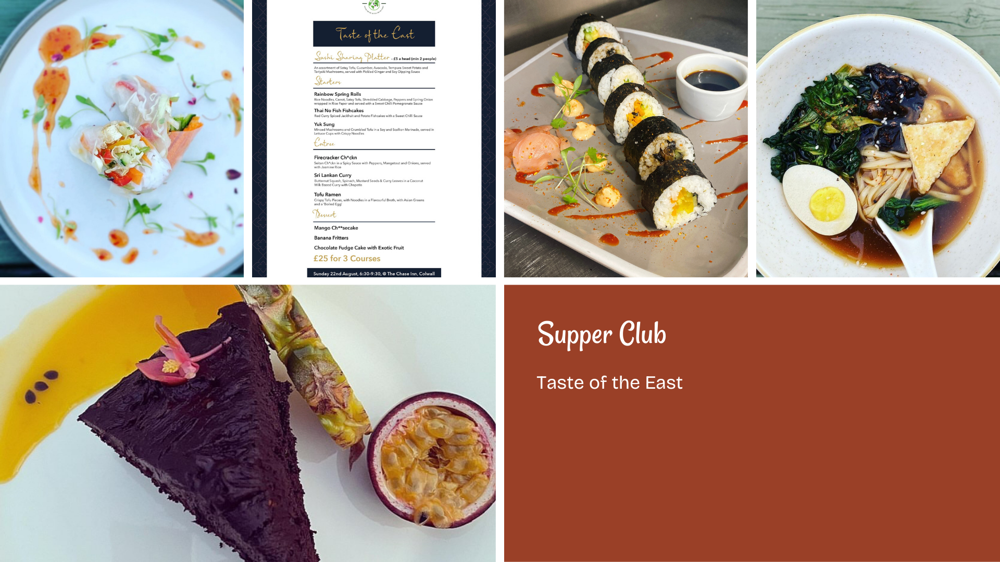 Taste of the East
Sushi Sharing Platter - £5 a head (min 2 people)
An assortment of Satay Tofu, Cucumber, Avocado, Tempura Sweet Potato and
Teriyaki Mushrooms, served with Pickled Ginger and Soy Dipping Sauce
Starters
Rainbow Spring Rolls
Rice Noodles, Carrot, Satay Tofu, Shredded Cabbage, Peppers and Spring Onion
wrapped in Rice Paper and served with a Sweet Chilli Pomegranate Sauce
Thai No Fish Fishcakes
Red Curry Spiced Jackfruit and Potato Fishcakes with a Sweet Chilli Sauce
Yuk Sung
Minced Mushrooms and Crumbled Tofu in a Soy and Scallion Marinade, served in
Lettuce Cups with Crispy Noodles
Entree
Firecracker Ch*ckn
Seitan Ch*ckn in a Spicy Sauce with Peppers, Mangetout and Onions, served
with Jasmine Rice
Sri Lankan Curry
Butternut Squash, Spinach, Mustard Seeds & Curry Leaves in a Coconut
Milk Based Curry with Chapatis
Tofu Ramen
Crispy Tofu Pieces, with Noodles in a Flavourful Broth, with Asian Greens
and a 'Boiled Egg'
Dessert
Mango Ch**secake
Banana Fritters
Chocolate Fudge Cake with Exotic Fruit
£25 for 3 Courses
Sunday 22nd August, 6:30-9:30, @ The Chase Inn, Colwall
Supper Club
Taste of the East